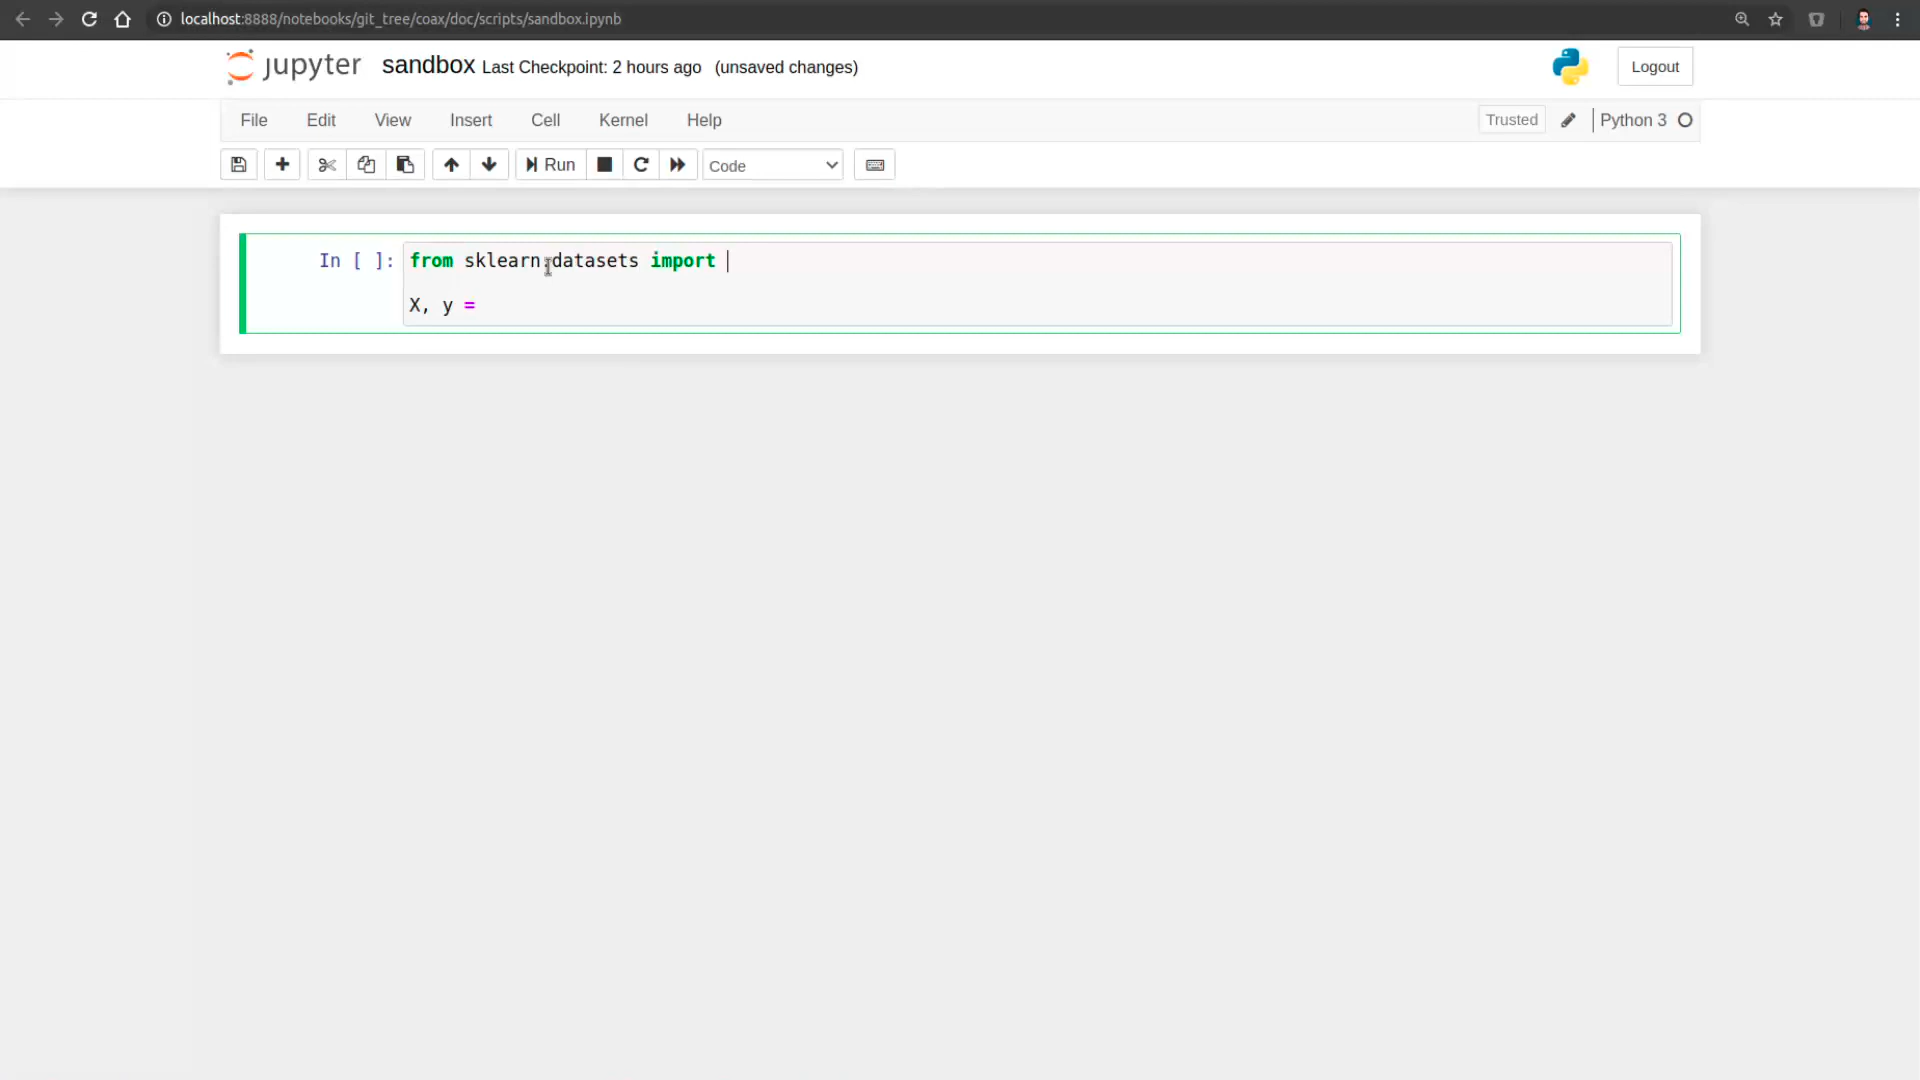 localhost:8888/notebooks/git_tree/coax/doc/scripts/sandbox.ipynb
jupyter sandbox Last Checkpoint: 2 hours ago (unsaved changes)
Logout
File Edit View Insert Cell Kernel Help
Trusted Python 3
Run Code
In [ ]: from sklearn.datasets import
X, y =